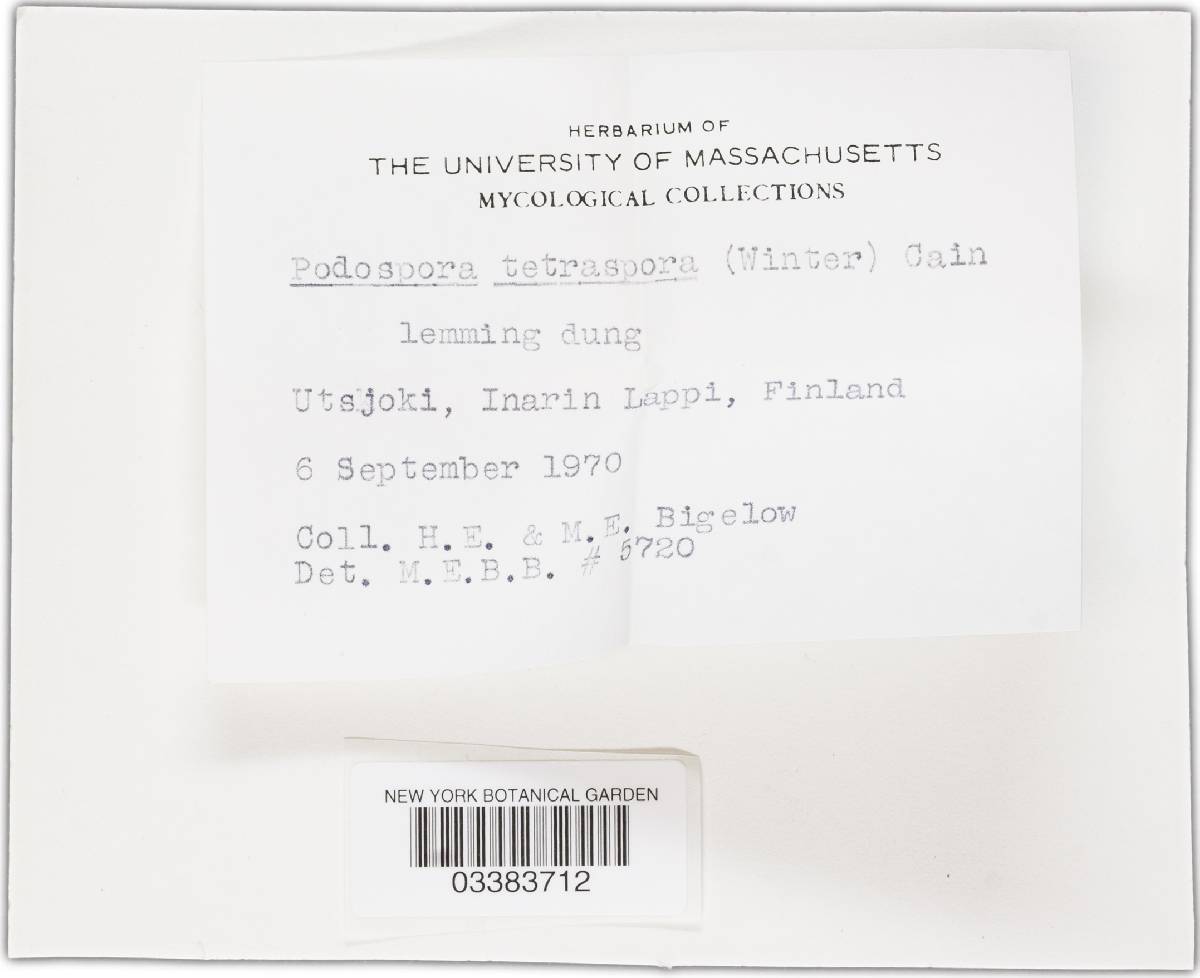 HERBARIUM OF
THE UNIVERSITY OF MASSACHUSETTS
MYCOLOGICAL COLLECTIONS
Podospora tetraspora (Winter) Cain
lemming dung
Utsjoki, Inarin Lappi, Finland
6 September 1970
Coll. H.E. & M.E. Bigelow
Det. M.E.B.B. # 5720
NEW YORK BOTANICAL GARDEN
03383712